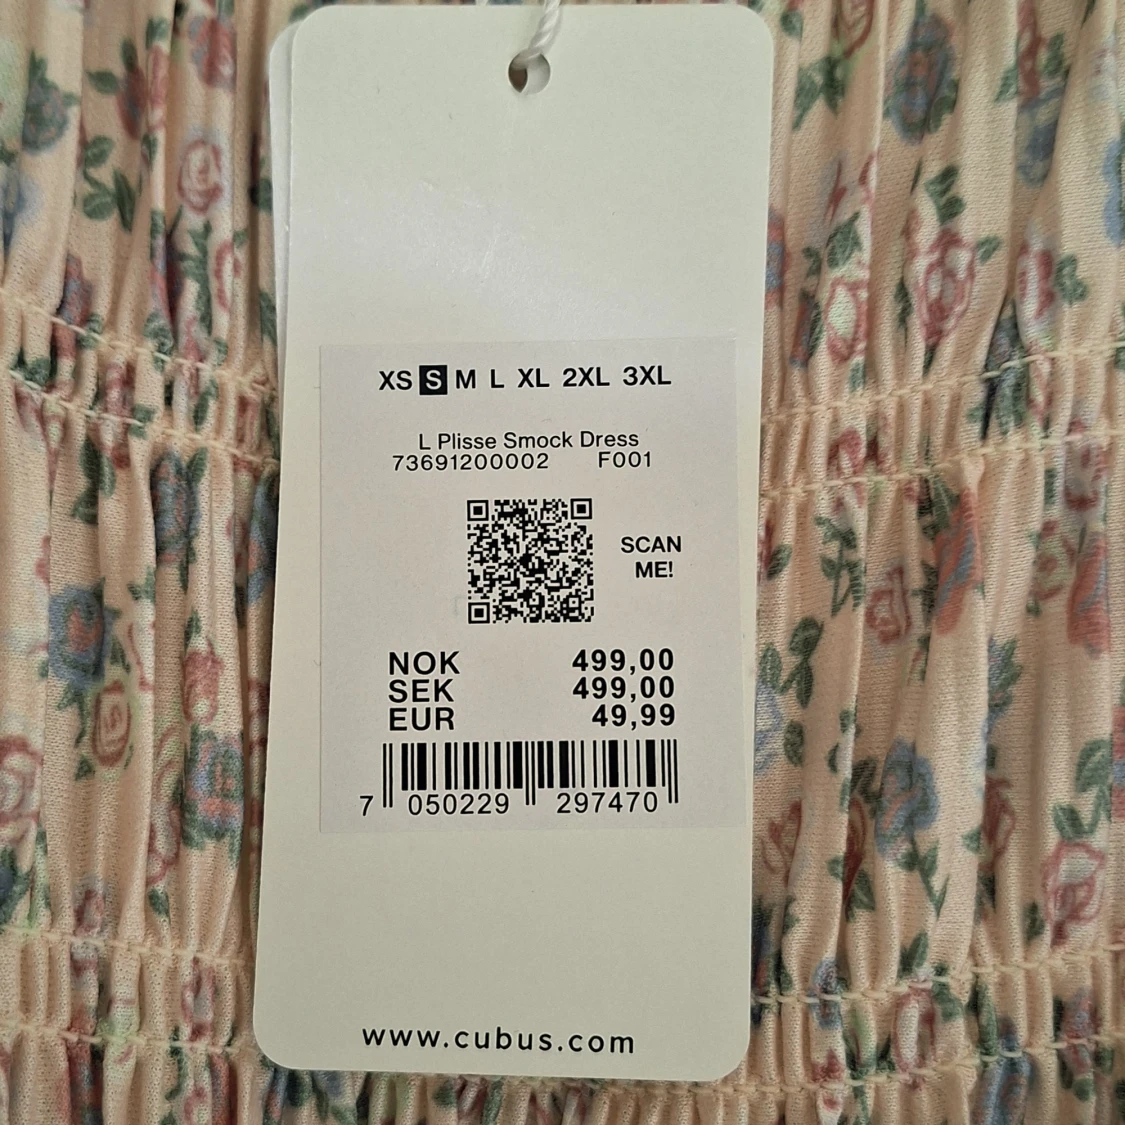 XS S M L XL 2XL 3XL
L Plisse Smock Dress
73691200002 F001
SCAN
ME!
NOK 499,00
SEK 499,00
EUR 49,99
7 050229 297470
www.cubus.com